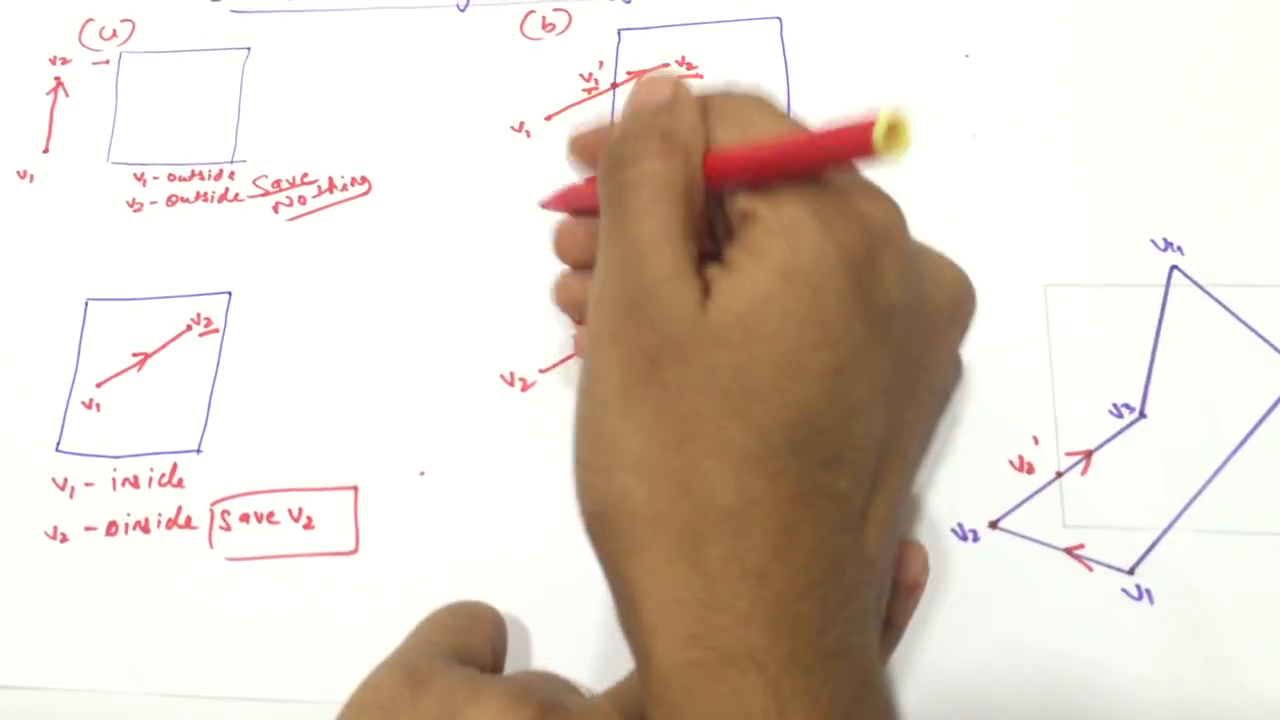 (a)
v2
v1
v1 - outside
v2 - outside Save
Nothing
(b)
v1'
v2
v1
v2
v1
v1 - inside
v2 - inside Save v2
v2
v4
v3
v2'
v2
v1